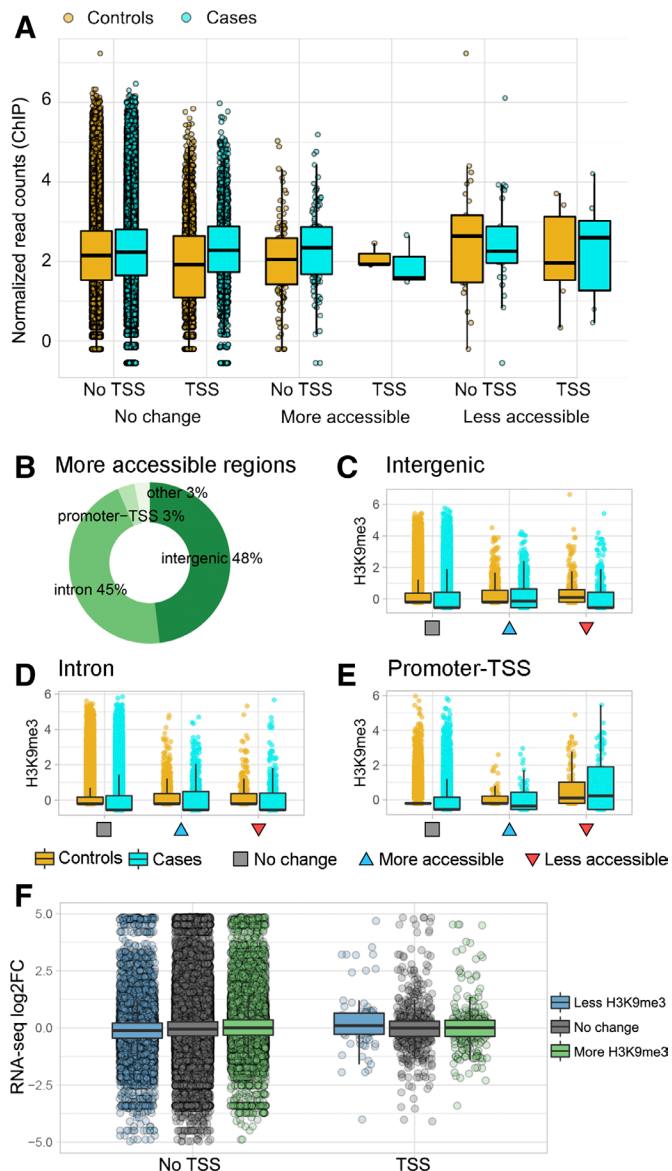 A
Controls
Cases
Normalized read counts (ChIP)
6
4
2
0
No TSS
TSS
No TSS
TSS
No TSS
TSS
No change
More accessible
Less accessible
B
More accessible regions
other 3%
promoter−TSS 3%
intergenic 48%
intron 45%
C
Intergenic
H3K9me3
6
4
2
0
D
Intron
H3K9me3
6
4
2
0
E
Promoter-TSS
H3K9me3
6
4
2
0
Controls
Cases
No change
More accessible
Less accessible
F
RNA-seq log2FC
5.0
2.5
0.0
−2.5
−5.0
No TSS
TSS
Less H3K9me3
No change
More H3K9me3